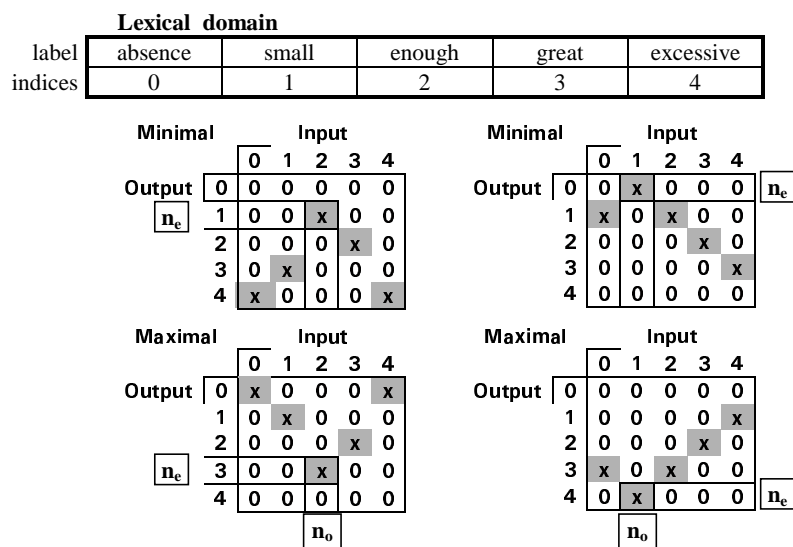 Lexical domain
label absence small enough great excessive
indices 0 1 2 3 4
Minimal Input
0 1 2 3 4
Output 0 0 0 0 0 0
nₑ 1 0 0 x 0 0
2 0 0 0 x 0
3 0 x 0 0 0
4 x 0 0 0 x
Minimal Input
0 1 2 3 4
Output 0 0 x 0 0 0 nₑ
1 x 0 x 0 0
2 0 0 0 x 0
3 0 0 0 0 x
4 0 0 0 0 0
Maximal Input
0 1 2 3 4
Output 0 x 0 0 0 x
1 0 x 0 0 0
2 0 0 0 x 0
nₑ 3 0 0 x 0 0
4 0 0 0 0 0
nₒ
Maximal Input
0 1 2 3 4
Output 0 0 0 0 0 0
1 0 0 0 0 x
2 0 0 0 x 0
3 x 0 x 0 0
4 0 x 0 0 0 nₑ
nₒ